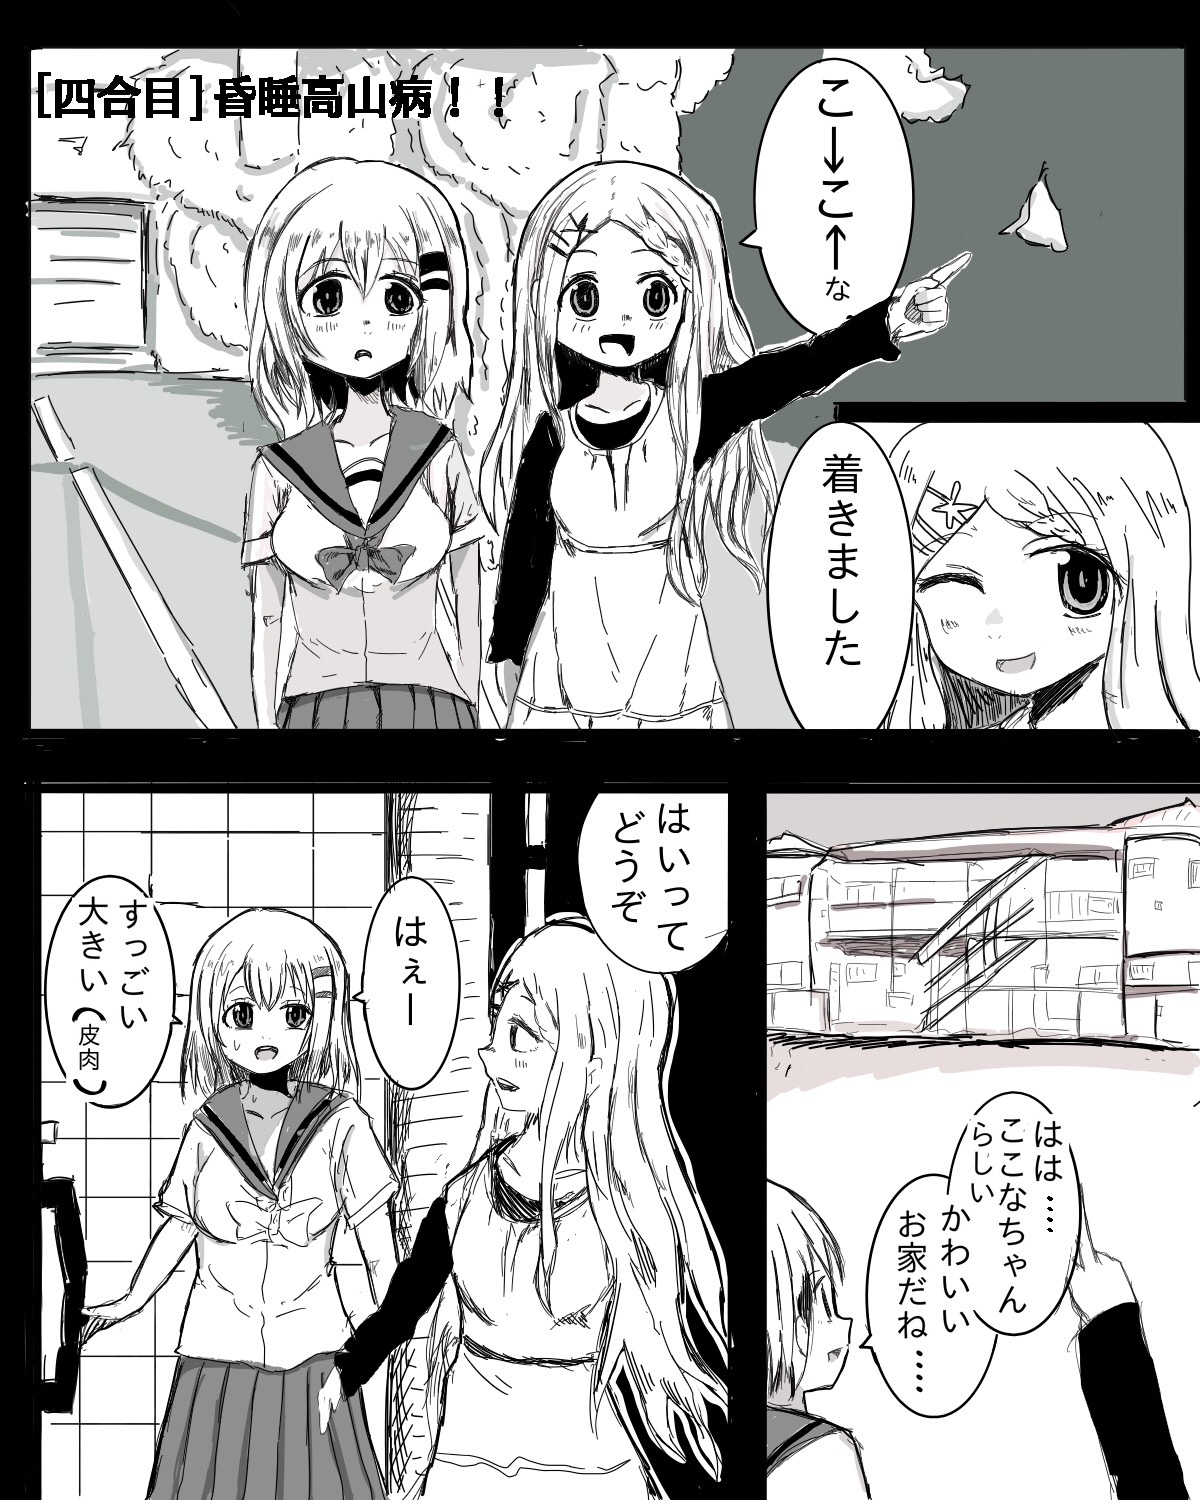 [四合目]昏睡高山病！！
こ→こ↑な
着きました
はは……
ここなちゃん
らしい
かわいい
お家だね……
はいって
どうぞ
はぇー
すっごい
大きい(皮肉)